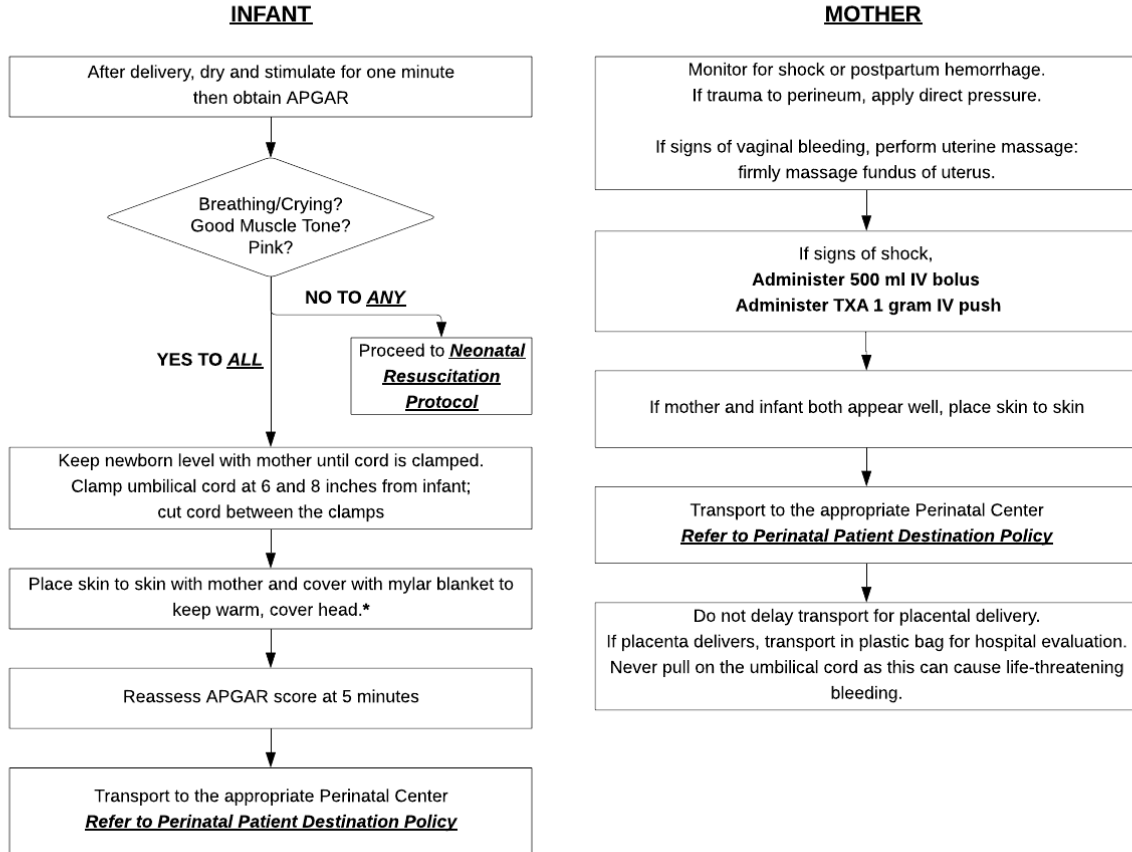 INFANT
After delivery, dry and stimulate for one minute
then obtain APGAR
Breathing/Crying?
Good Muscle Tone?
Pink?
NO TO ANY
YES TO ALL
Proceed to Neonatal
Resuscitation
Protocol
Keep newborn level with mother until cord is clamped.
Clamp umbilical cord at 6 and 8 inches from infant;
cut cord between the clamps
Place skin to skin with mother and cover with mylar blanket to
keep warm, cover head.*
Reassess APGAR score at 5 minutes
Transport to the appropriate Perinatal Center
Refer to Perinatal Patient Destination Policy
MOTHER
Monitor for shock or postpartum hemorrhage.
If trauma to perineum, apply direct pressure.
If signs of vaginal bleeding, perform uterine massage:
firmly massage fundus of uterus.
If signs of shock,
Administer 500 ml IV bolus
Administer TXA 1 gram IV push
If mother and infant both appear well, place skin to skin
Transport to the appropriate Perinatal Center
Refer to Perinatal Patient Destination Policy
Do not delay transport for placental delivery.
If placenta delivers, transport in plastic bag for hospital evaluation.
Never pull on the umbilical cord as this can cause life-threatening
bleeding.